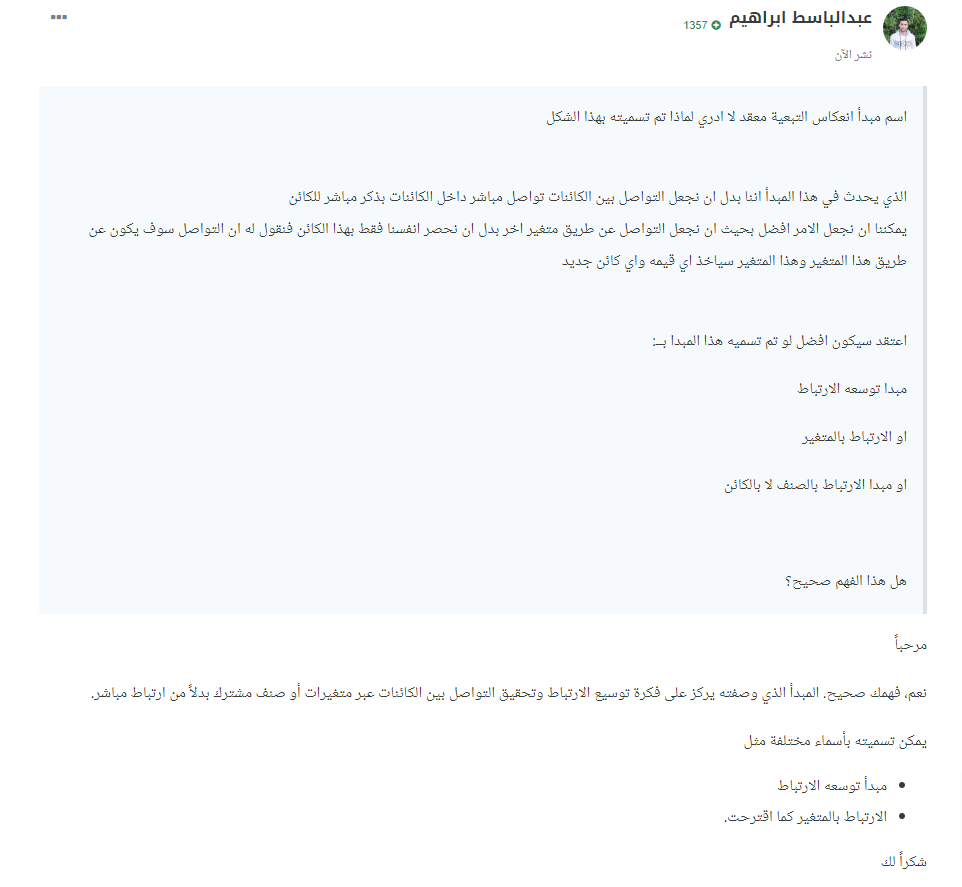 عبدالباسط ابراهيم 1357
نشر الآن
اسم مبدأ انعكاس التبعية معقد لا ادري لماذا تم تسميته بهذا الشكل
الذي يحدث في هذا المبدأ اننا بدل ان نجعل التواصل بين الكائنات تواصل مباشر داخل الكائنات بذكر مباشر للكائن
يمكننا ان نجعل الامر افضل بحيث ان نجعل التواصل عن طريق متغير اخر بدل ان نحصر انفسنا فقط بهذا الكائن فنقول له ان التواصل سوف يكون عن
طريق هذا المتغير وهذا المتغير سياخذ اي قيمه واي كائن جديد
اعتقد سيكون افضل لو تم تسميه هذا المبدا بــ:
مبدا توسعه الارتباط
او الارتباط بالمتغير
او مبدا الارتباط بالصنف لا بالكائن
هل هذا الفهم صحيح؟
مرحباً
نعم، فهمك صحيح. المبدأ الذي وصفته يركز على فكرة توسيع الارتباط وتحقيق التواصل بين الكائنات عبر متغيرات أو صنف مشترك بدلاً من ارتباط مباشر.
يمكن تسميته بأسماء مختلفة مثل
• مبدأ توسعه الارتباط
• الارتباط بالمتغير كما اقترحت.
شكراً لك